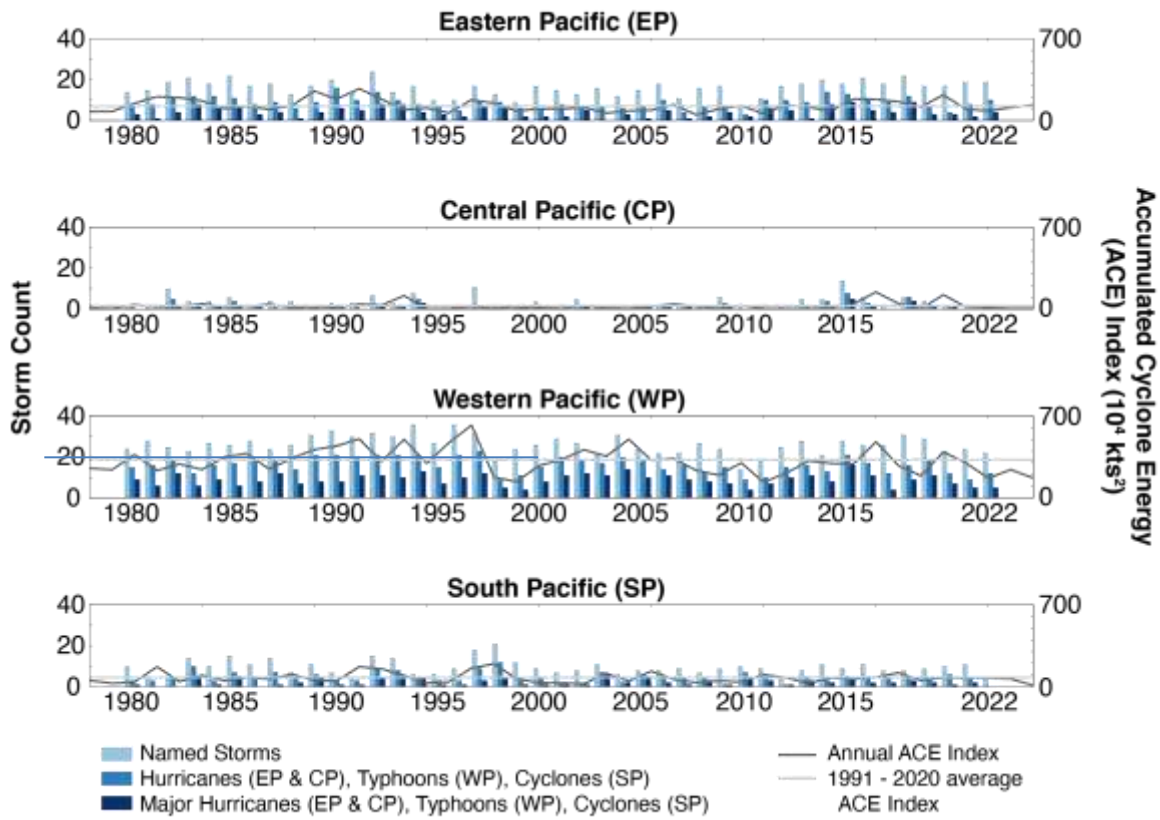 Eastern Pacific (EP)
40 700
20
0 0
1980 1985 1990 1995 2000 2005 2010 2015 2022
Central Pacific (CP)
40 700
20
0 0
1980 1985 1990 1995 2000 2005 2010 2015 2022
Storm Count
Accumulated Cyclone Energy
(ACE) Index (10⁴ kts²)
Western Pacific (WP)
40 700
20
0 0
1980 1985 1990 1995 2000 2005 2010 2015 2022
South Pacific (SP)
40 700
20
0 0
1980 1985 1990 1995 2000 2005 2010 2015 2022
Named Storms
Hurricanes (EP & CP), Typhoons (WP), Cyclones (SP)
Major Hurricanes (EP & CP), Typhoons (WP), Cyclones (SP)
Annual ACE Index
1991 - 2020 average
ACE Index